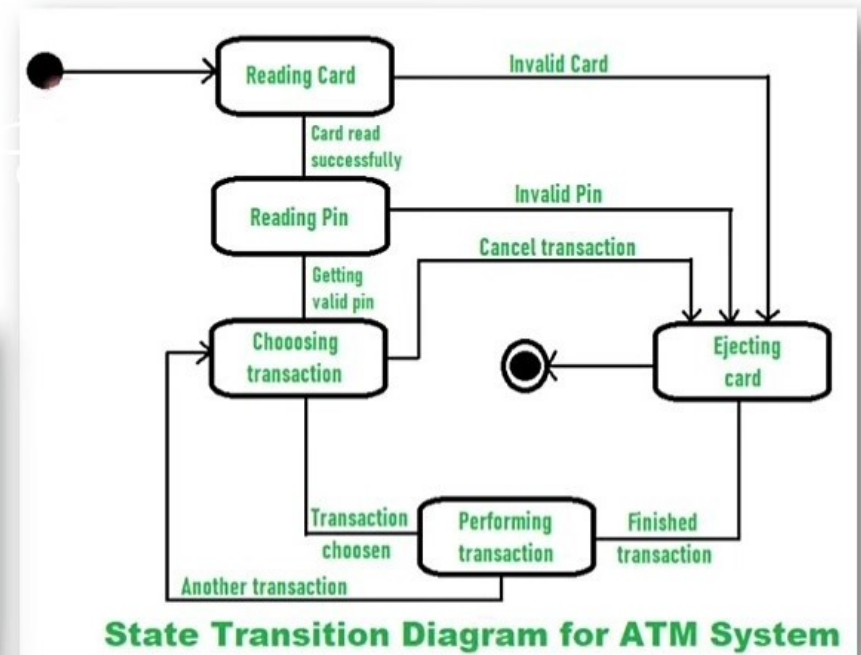 Reading Card
Invalid Card
Card read
successfully
Reading Pin
Invalid Pin
Getting
valid pin
Cancel transaction
Chooosing
transaction
Ejecting
card
Transaction
choosen
Performing
transaction
Finished
transaction
Another transaction
State Transition Diagram for ATM System